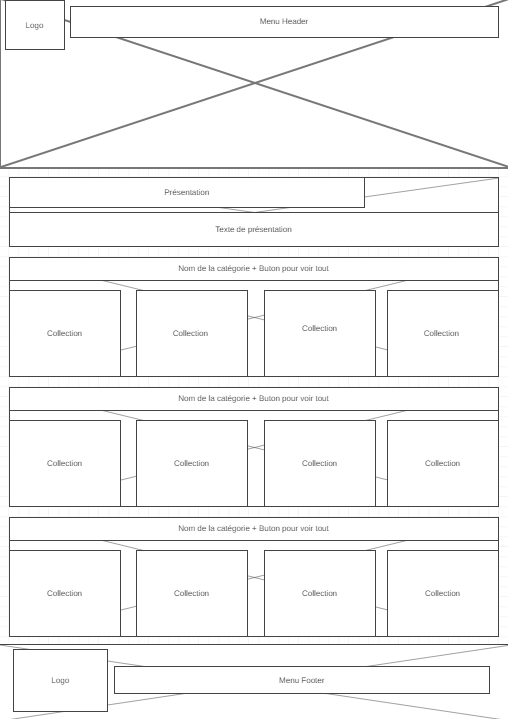 Logo
Menu Header
Présentation
Texte de présentation
Nom de la catégorie + Buton pour voir tout
Collection
Collection
Collection
Collection
Nom de la catégorie + Buton pour voir tout
Collection
Collection
Collection
Collection
Nom de la catégorie + Buton pour voir tout
Collection
Collection
Collection
Collection
Logo
Menu Footer